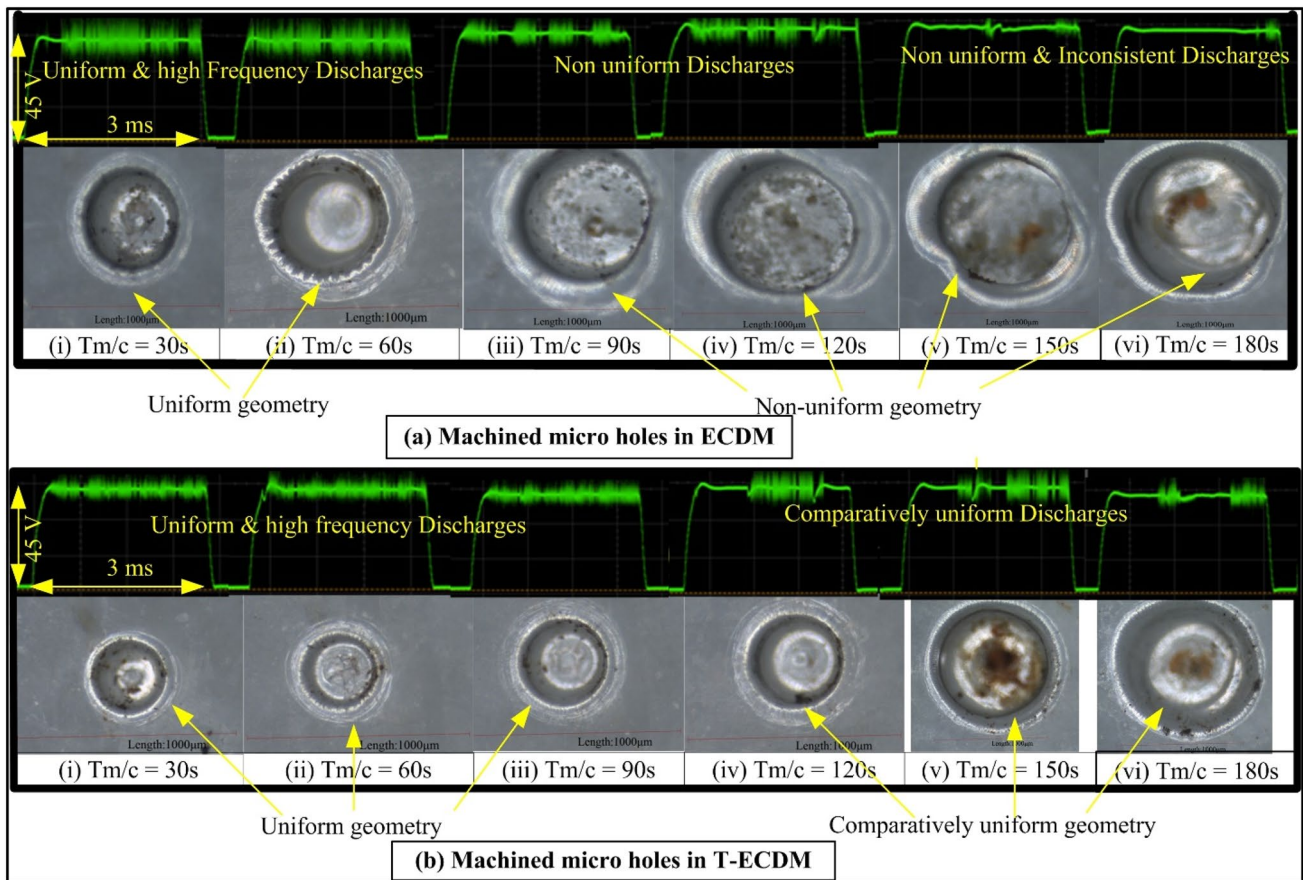 Uniform & high Frequency Discharges
Non uniform Discharges
Non uniform & Inconsistent Discharges
45 V
3 ms
Length:1000μm
Length:1000μm
Length:1000μm
Length:1000μm
Length:1000μm
Length:1000μm
(i) Tm/c = 30s
(ii) Tm/c = 60s
(iii) Tm/c = 90s
(iv) Tm/c = 120s
(v) Tm/c = 150s
(vi) Tm/c = 180s
Uniform geometry
Non-uniform geometry
(a) Machined micro holes in ECDM
Uniform & high frequency Discharges
Comparatively uniform Discharges
45 V
3 ms
Length:1000μm
Length:1000μm
Length:1000μm
Length:1000μm
Length:1000μm
Length:1000μm
(i) Tm/c = 30s
(ii) Tm/c = 60s
(iii) Tm/c = 90s
(iv) Tm/c = 120s
(v) Tm/c = 150s
(vi) Tm/c = 180s
Uniform geometry
Comparatively uniform geometry
(b) Machined micro holes in T-ECDM